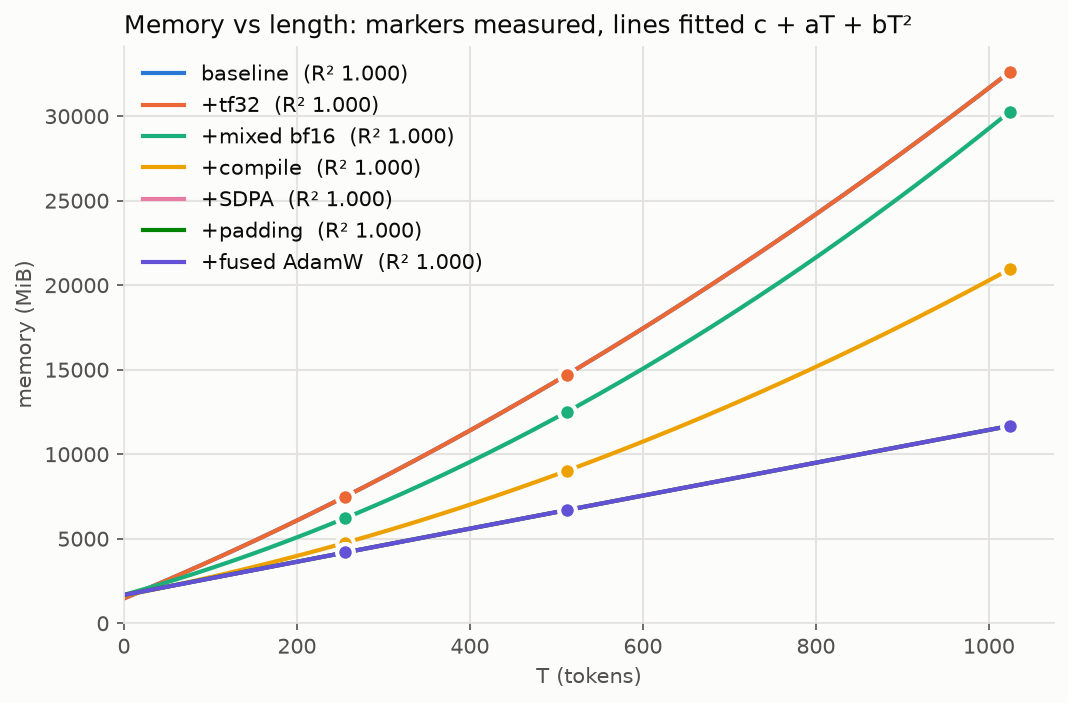 Memory vs length: markers measured, lines fitted c + aT + bT²
baseline (R² 1.000)
+tf32 (R² 1.000)
+mixed bf16 (R² 1.000)
+compile (R² 1.000)
+SDPA (R² 1.000)
+padding (R² 1.000)
+fused AdamW (R² 1.000)
memory (MiB)
30000
25000
20000
15000
10000
5000
0
0 200 400 600 800 1000
T (tokens)